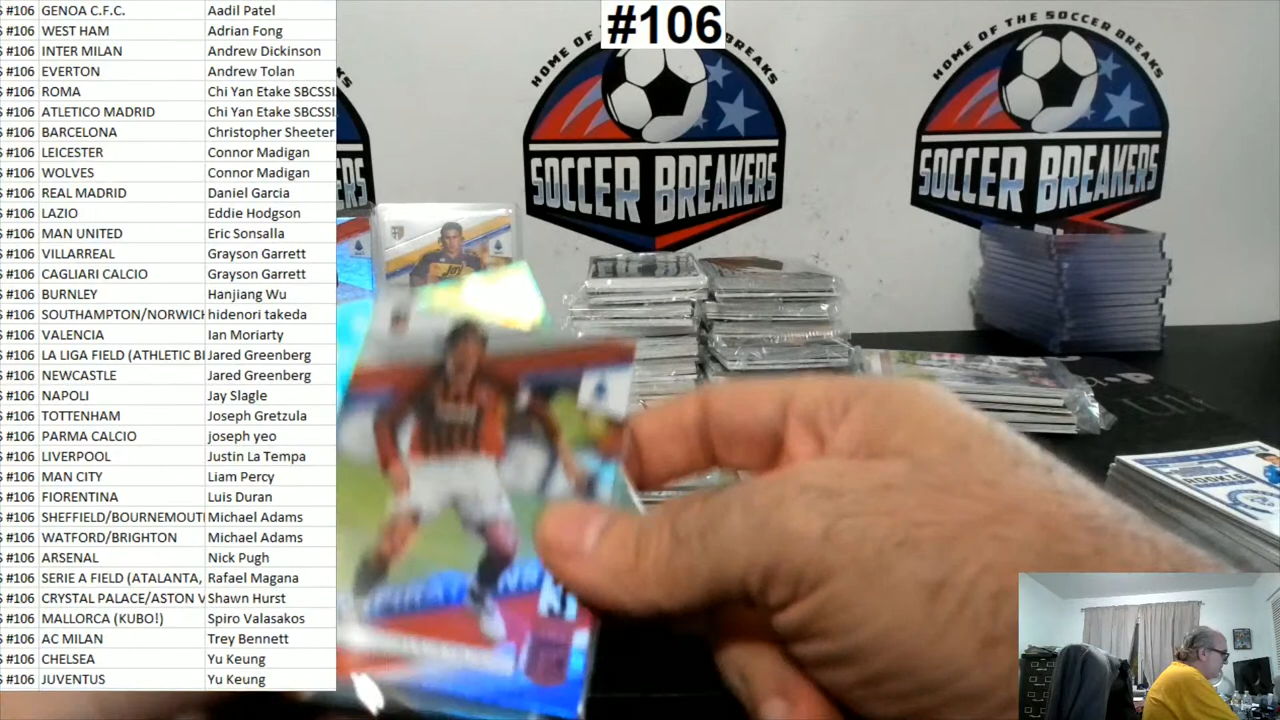 #106
$ #106 GENOA C.F.C. Aadil Patel
$ #106 WEST HAM Adrian Fong
$ #106 INTER MILAN Andrew Dickinson
$ #106 EVERTON Andrew Tolan
$ #106 ROMA Chi Yan Etake SBCSSI
$ #106 ATLETICO MADRID Chi Yan Etake SBCSSI
$ #106 BARCELONA Christopher Sheeter
$ #106 LEICESTER Connor Madigan
$ #106 WOLVES Connor Madigan
$ #106 REAL MADRID Daniel Garcia
$ #106 LAZIO Eddie Hodgson
$ #106 MAN UNITED Eric Sonsalla
$ #106 VILLARREAL Grayson Garrett
$ #106 CAGLIARI CALCIO Grayson Garrett
$ #106 BURNLEY Hanjiang Wu
$ #106 SOUTHAMPTON/NORWICH hidenori takeda
$ #106 VALENCIA Ian Moriarty
$ #106 LA LIGA FIELD (ATHLETIC BI Jared Greenberg
$ #106 NEWCASTLE Jared Greenberg
$ #106 NAPOLI Jay Slagle
$ #106 TOTTENHAM Joseph Gretzula
$ #106 PARMA CALCIO joseph yeo
$ #106 LIVERPOOL Justin La Tempa
$ #106 MAN CITY Liam Percy
$ #106 FIORENTINA Luis Duran
$ #106 SHEFFIELD/BOURNEMOUTH Michael Adams
$ #106 WATFORD/BRIGHTON Michael Adams
$ #106 ARSENAL Nick Pugh
$ #106 SERIE A FIELD (ATALANTA, Rafael Magana
$ #106 CRYSTAL PALACE/ASTON V Shawn Hurst
$ #106 MALLORCA (KUBO!) Spiro Valasakos
$ #106 AC MILAN Trey Bennett
$ #106 CHELSEA Yu Keung
$ #106 JUVENTUS Yu Keung
HOME OF THE SOCCER BREAKS
SOCCER BREAKERS
HOME OF THE SOCCER BREAKS
SOCCER BREAKERS
AKS
ERS